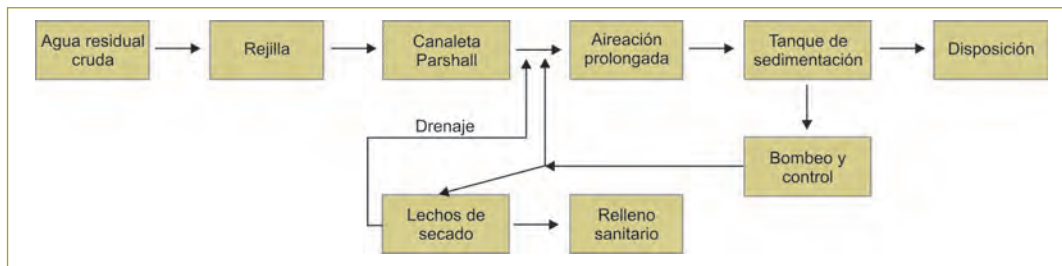 Agua residual
cruda
Rejilla
Canaleta
Parshall
Aireación
prolongada
Tanque de
sedimentación
Disposición
Drenaje
Bombeo y
control
Lechos de
secado
Relleno
sanitario